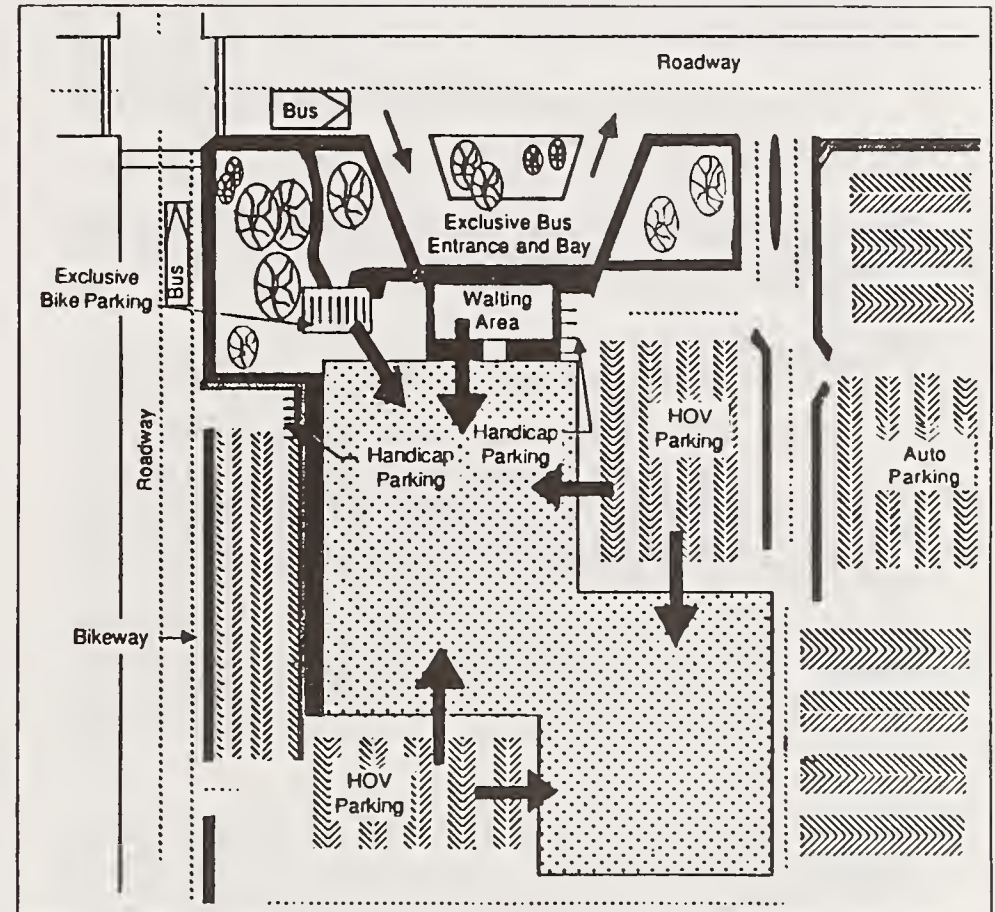 Roadway
Bus
Exclusive Bus
Entrance and Bay
Exclusive
Bike Parking
Bus
Waiting
Area
Roadway
HOV
Parking
Handicap
Parking
Handicap
Parking
Auto
Parking
Bikeway
HOV
Parking